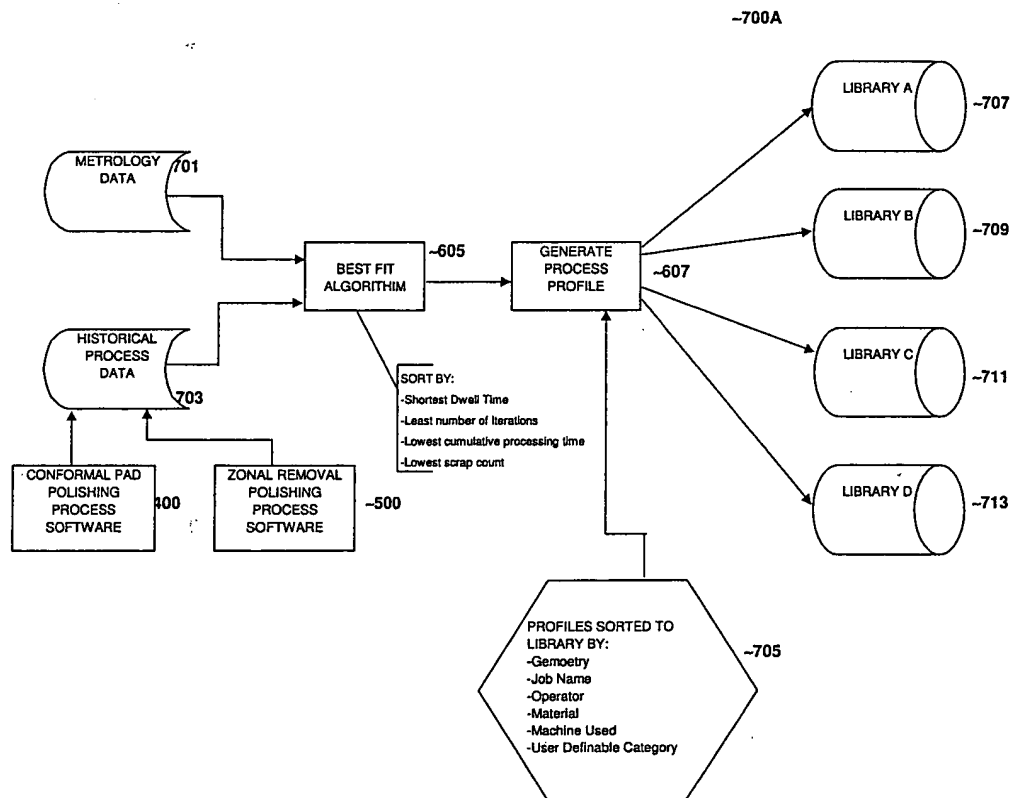 ~700A
LIBRARY A
~707
METROLOGY
DATA
701
LIBRARY B
~709
BEST FIT
ALGORITHIM
~605
GENERATE
PROCESS
PROFILE
~607
HISTORICAL
PROCESS
DATA
703
LIBRARY C
~711
SORT BY:
-Shortest Dwell Time
-Least number of Iterations
-Lowest cumulative processing time
-Lowest scrap count
CONFORMAL PAD
POLISHING
PROCESS
SOFTWARE
400
ZONAL REMOVAL
POLISHING
PROCESS
SOFTWARE
~500
LIBRARY D
~713
PROFILES SORTED TO
LIBRARY BY:
-Gemoetry
-Job Name
-Operator
-Material
-Machine Used
-User Definable Category
~705